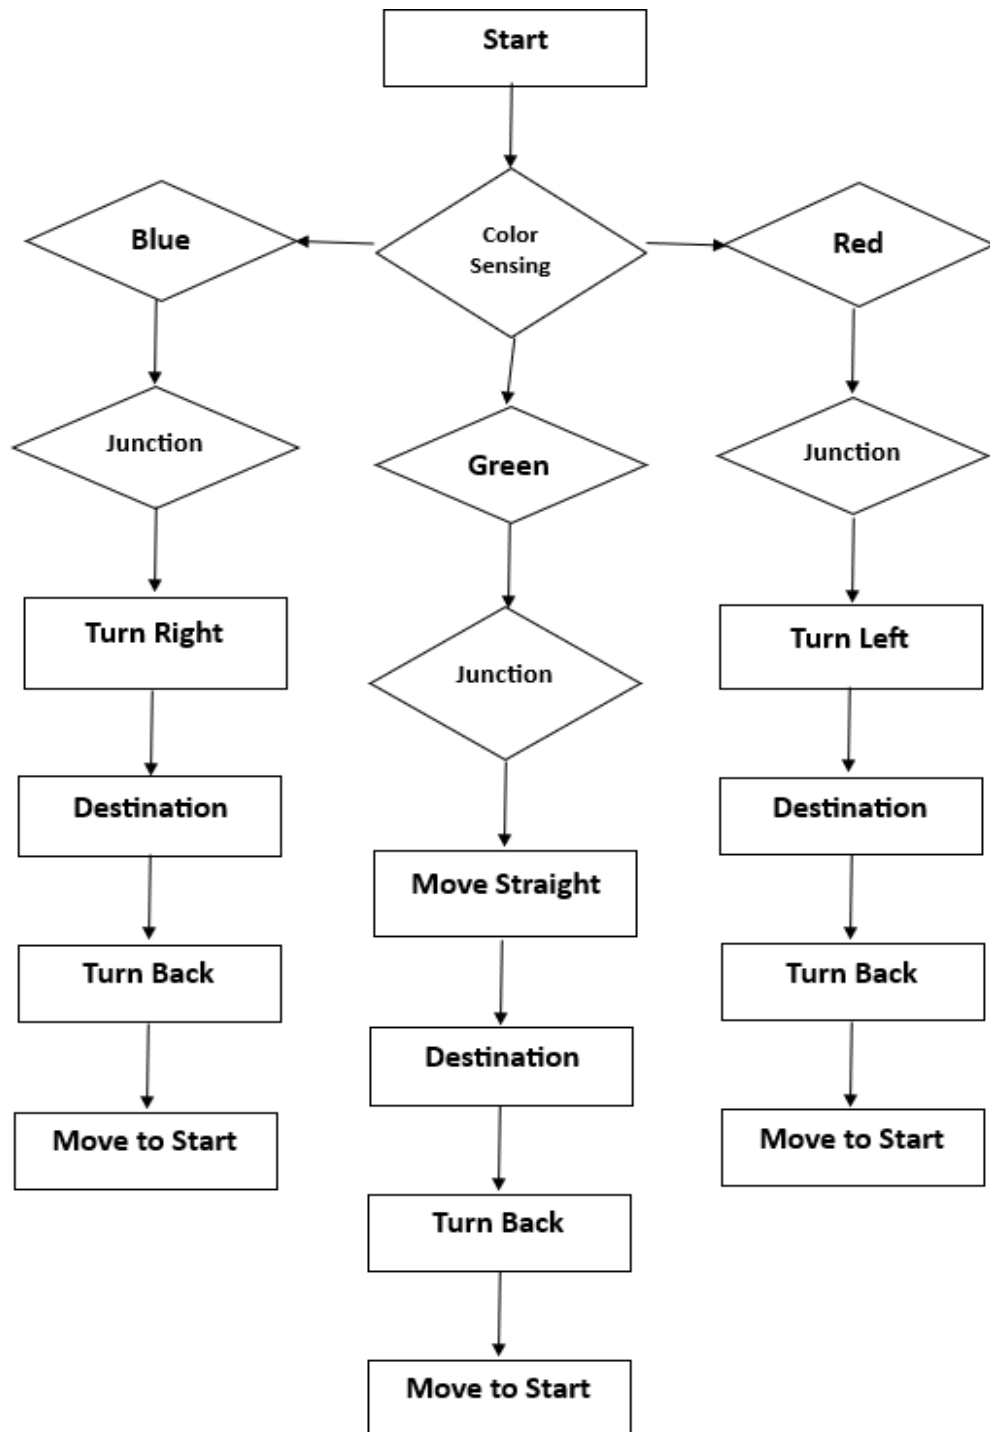 Start
Color
Sensing
Blue
Red
Junction
Green
Junction
Turn Right
Junction
Turn Left
Destination
Move Straight
Destination
Turn Back
Destination
Turn Back
Move to Start
Turn Back
Move to Start
Move to Start